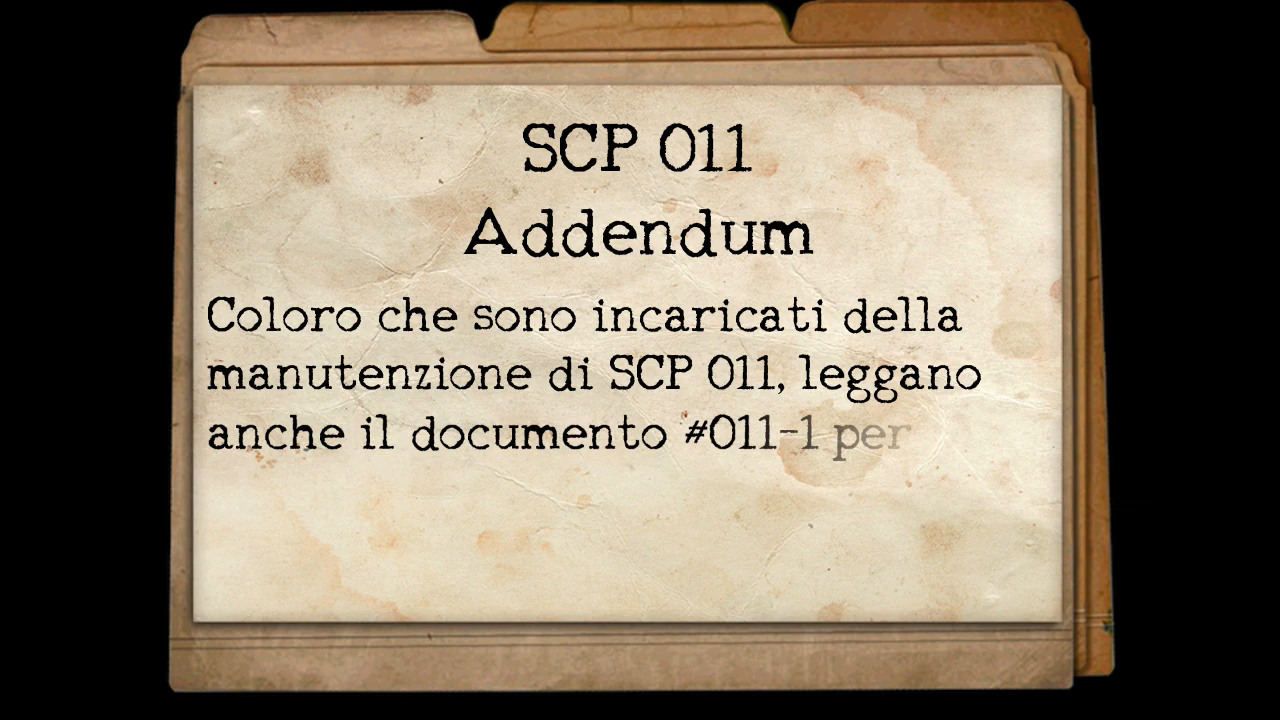 SCP 011
Addendum
Coloro che sono incaricati della
manutenzione di SCP 011, leggano
anche il documento #011-1 per